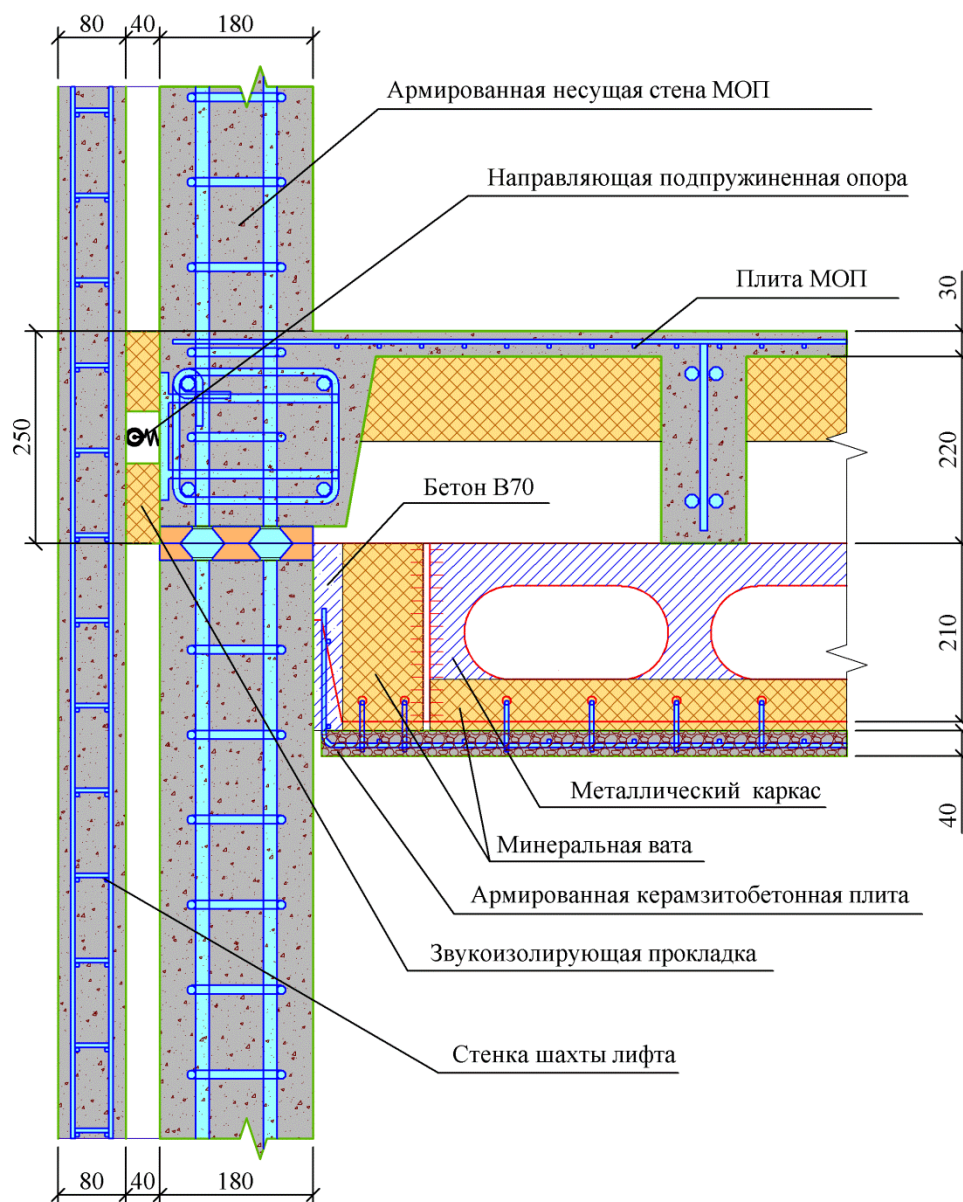 80 40 180
Армированная несущая стена МОП
Направляющая подпружиненная опора
Плита МОП
30
250
220
Бетон В70
210
Металлический каркас
40
Минеральная вата
Армированная керамзитобетонная плита
Звукоизолирующая прокладка
Стенка шахты лифта
80 40 180